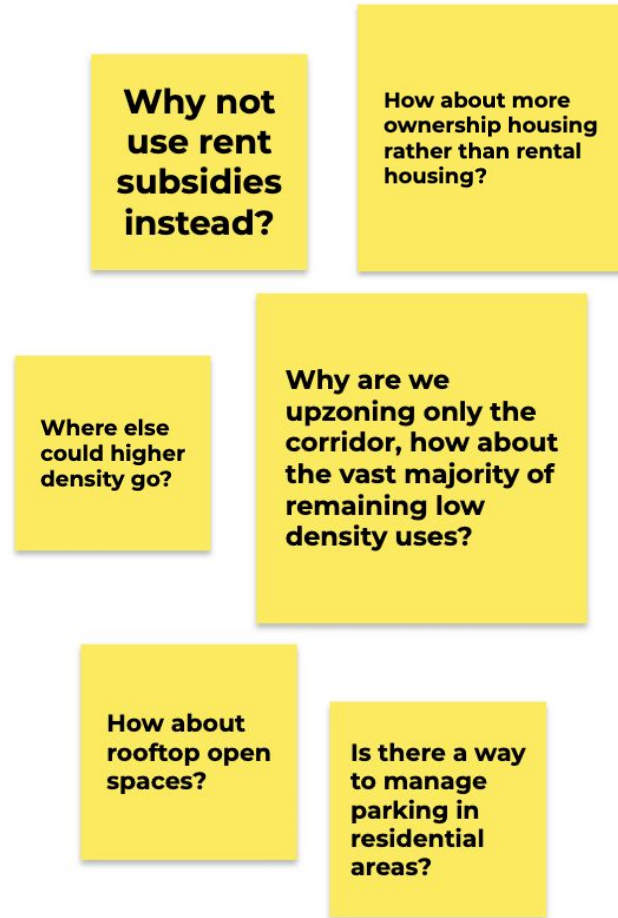 Why not
use rent
subsidies
instead?
How about more
ownership housing
rather than rental
housing?
Where else
could higher
density go?
Why are we
upzoning only the
corridor, how about
the vast majority of
remaining low
density uses?
How about
rooftop open
spaces?
Is there a way
to manage
parking in
residential
areas?